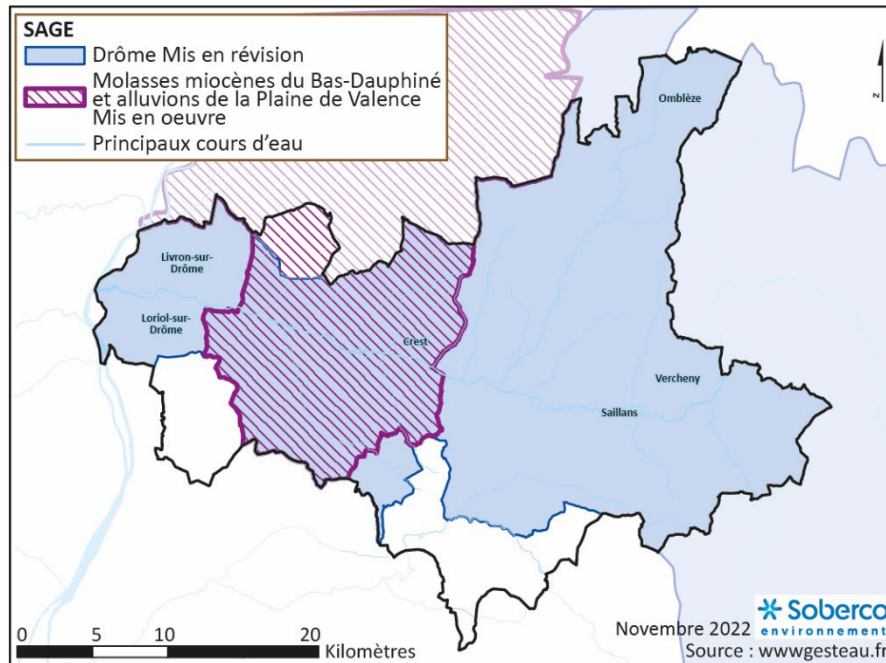 SAGE
Drôme Mis en révision
Molasses miocènes du Bas-Dauphiné
et alluvions de la Plaine de Valence
Mis en oeuvre
Principaux cours d'eau
N
Omblèze
Livron-sur-
Drôme
Loriol-sur-
Drôme
Crest
Vercheny
Saillans
0 5 10 20
Kilomètres
Novembre 2022
Soberco
environnement
Source : wwwgesteau.fr